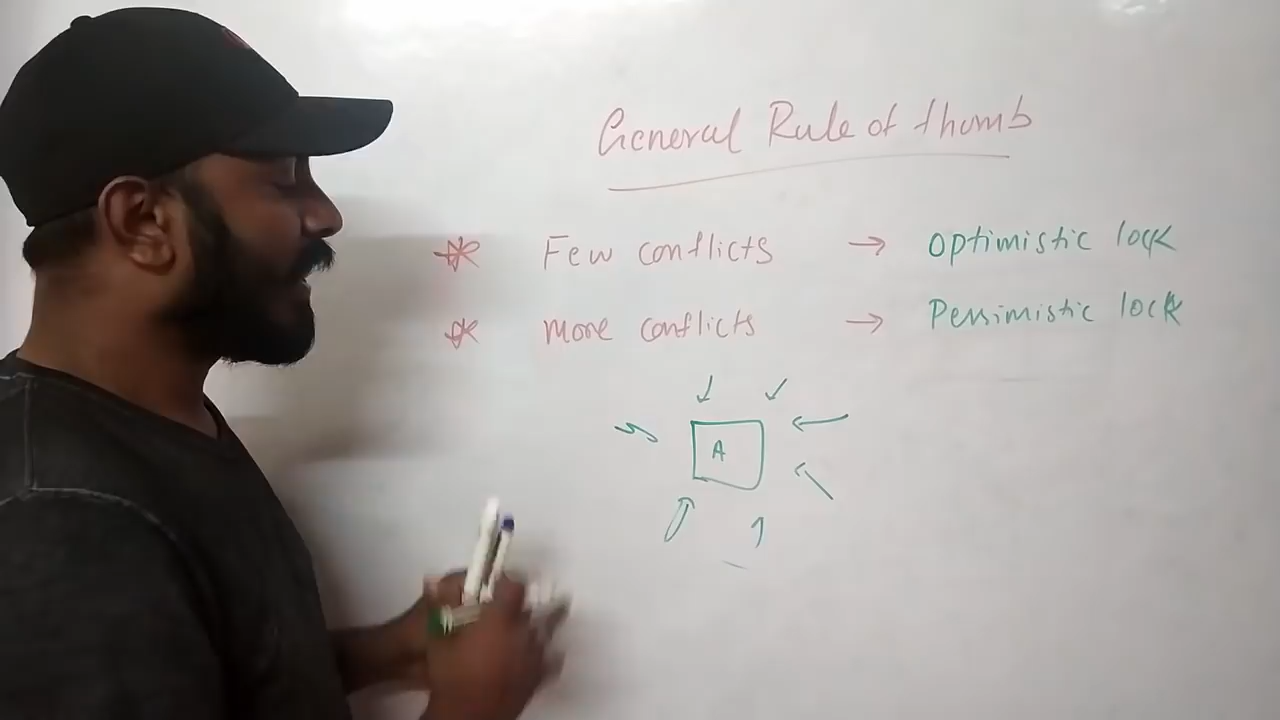 General Rule of thumb
* Few conflicts → Optimistic lock
* More conflicts → Pessimistic lock
A